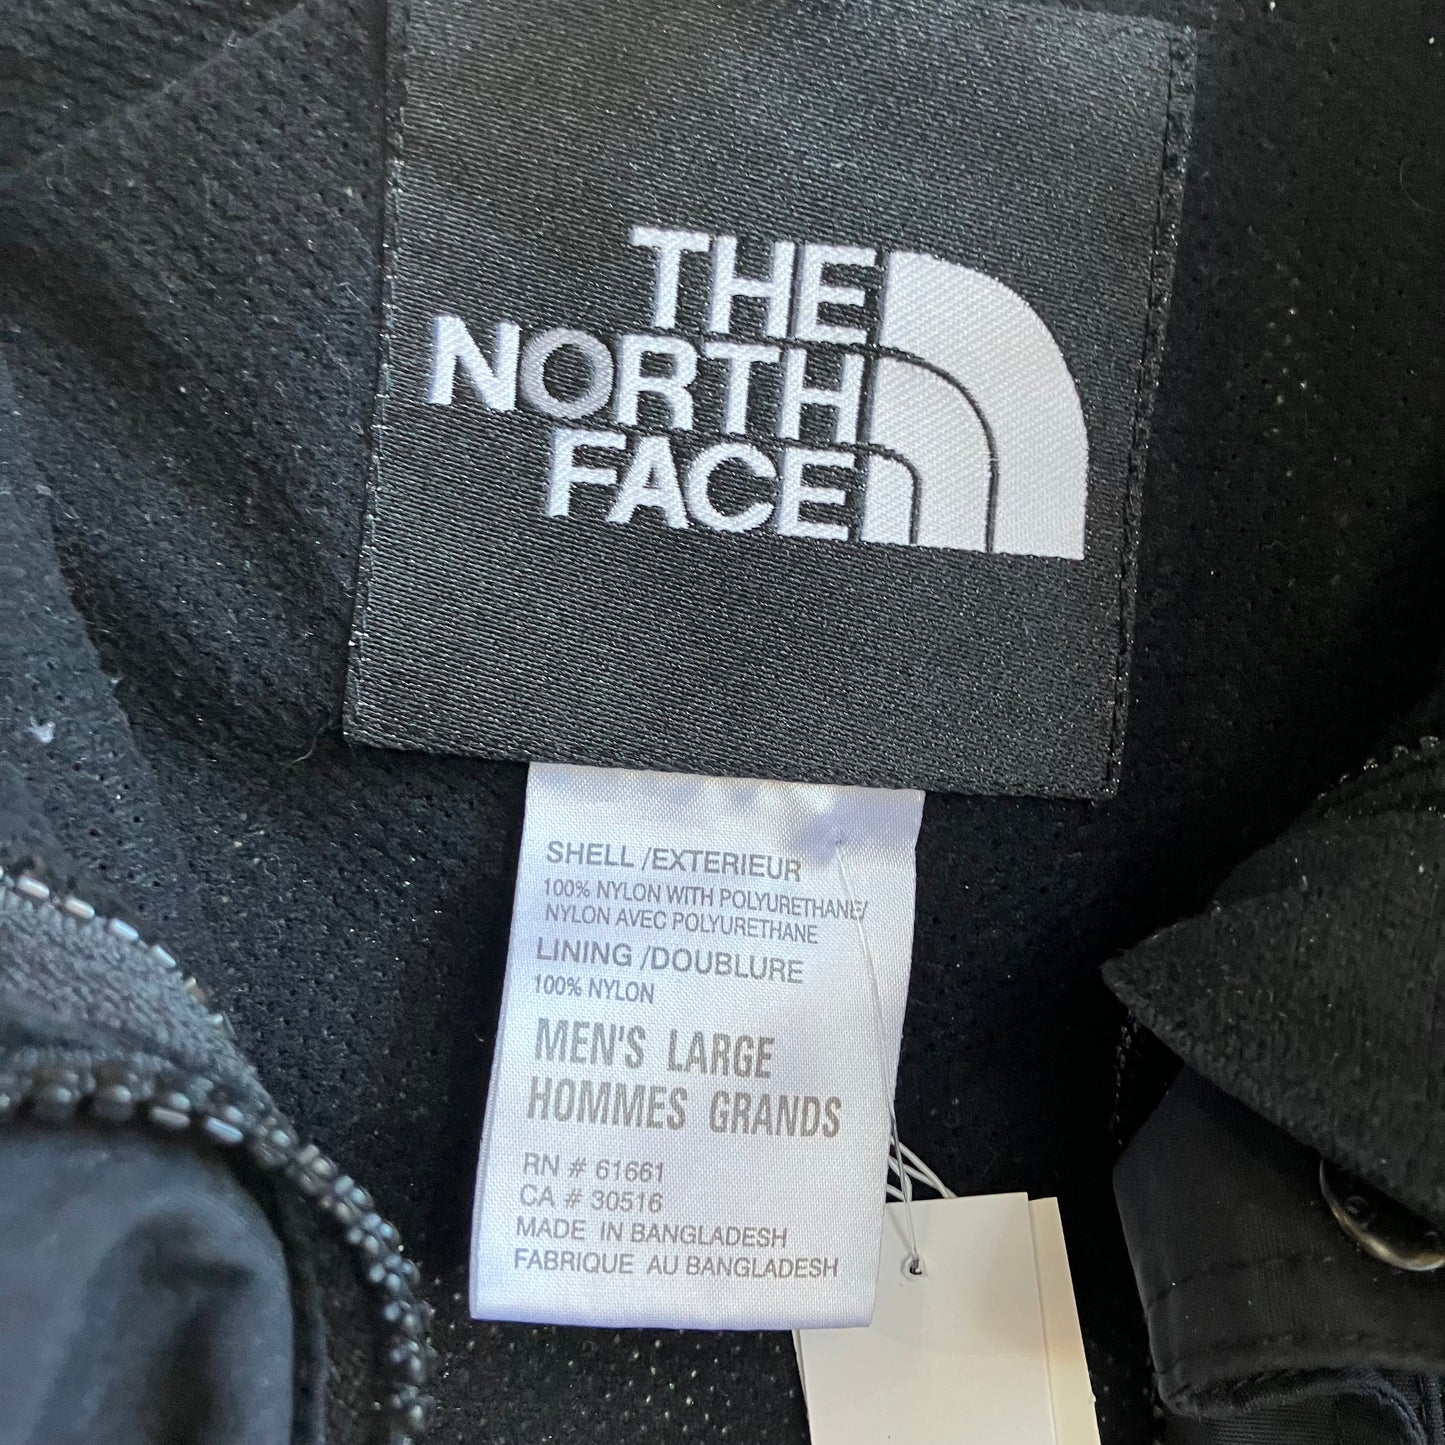 THE
NORTH
FACE
SHELL /EXTERIEUR
100% NYLON WITH POLYURETHANE/
NYLON AVEC POLYURETHANE
LINING /DOUBLURE
100% NYLON
MEN'S LARGE
HOMMES GRANDS
RN # 61661
CA # 30516
MADE IN BANGLADESH
FABRIQUE AU BANGLADESH